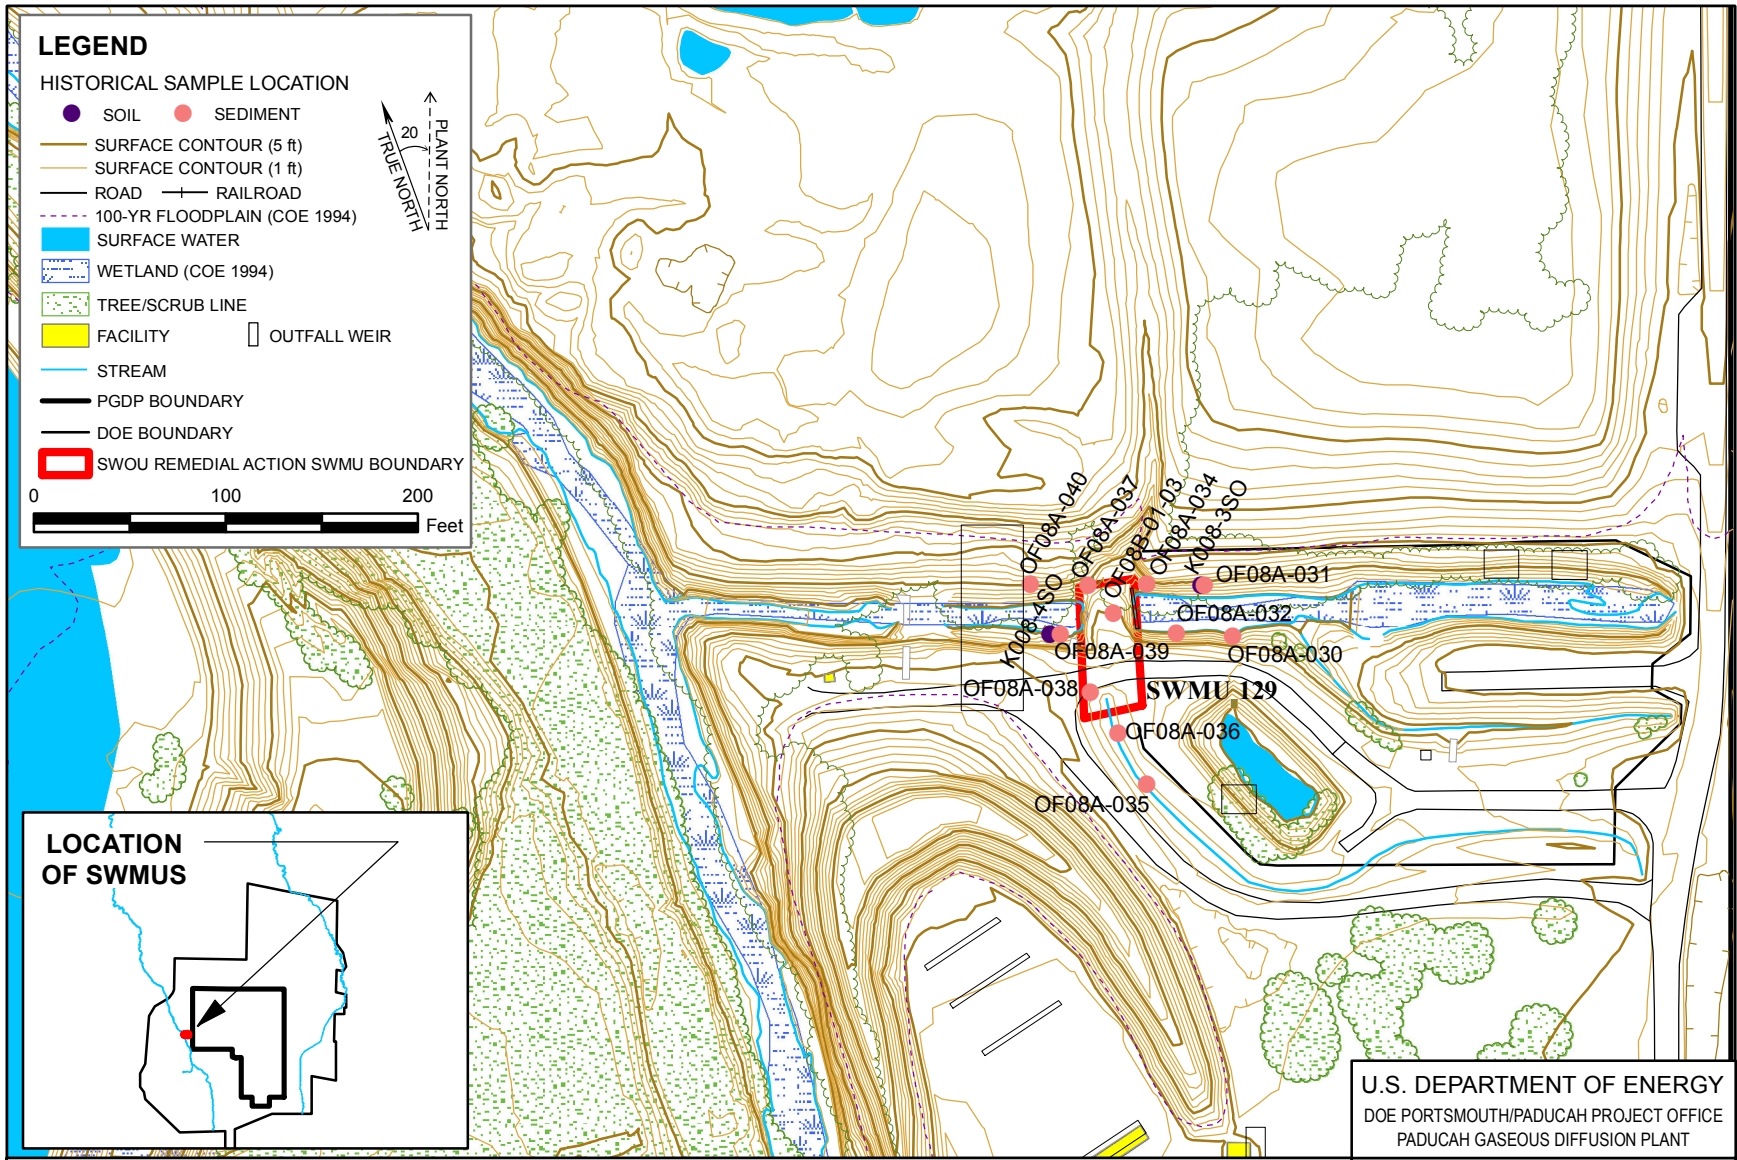 LEGEND
HISTORICAL SAMPLE LOCATION
SOIL SEDIMENT
SURFACE CONTOUR (5 ft)
SURFACE CONTOUR (1 ft)
ROAD RAILROAD
100-YR FLOODPLAIN (COE 1994)
SURFACE WATER
WETLAND (COE 1994)
TREE/SCRUB LINE
FACILITY OUTFALL WEIR
STREAM
PGDP BOUNDARY
DOE BOUNDARY
SWOU REMEDIAL ACTION SWMU BOUNDARY
0 100 200
Feet
20
TRUE NORTH
PLANT NORTH
OF08A-040
OF08A-037
OF08B-01-03
OF08A-034
K008-3SO
OF08A-031
K008-4SO
OF08A-032
OF08A-039
OF08A-030
OF08A-038
SWMU 129
OF08A-036
OF08A-035
LOCATION
OF SWMUS
U.S. DEPARTMENT OF ENERGY
DOE PORTSMOUTH/PADUCAH PROJECT OFFICE
PADUCAH GASEOUS DIFFUSION PLANT